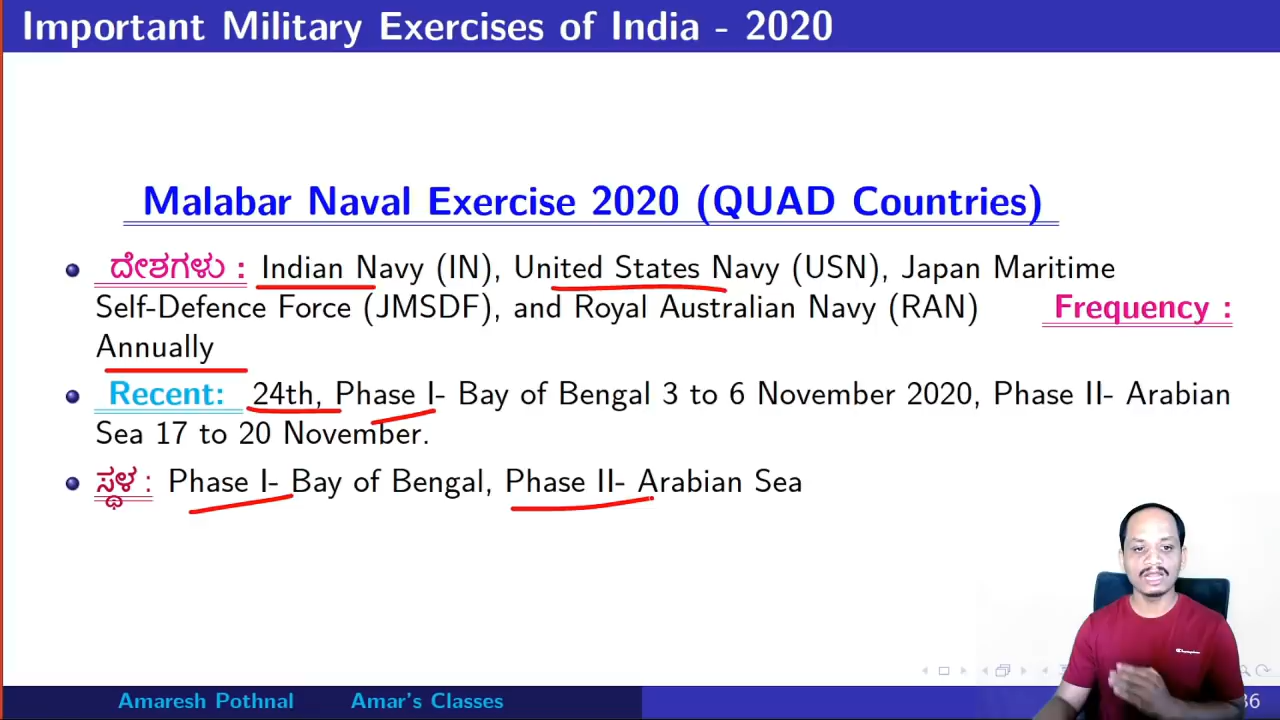 Important Military Exercises of India - 2020
Malabar Naval Exercise 2020 (QUAD Countries)
ದೇಶಗಳು : Indian Navy (IN), United States Navy (USN), Japan Maritime
Self-Defence Force (JMSDF), and Royal Australian Navy (RAN) Frequency :
Annually
Recent: 24th, Phase I- Bay of Bengal 3 to 6 November 2020, Phase II- Arabian
Sea 17 to 20 November.
ಸ್ಥಳ : Phase I- Bay of Bengal, Phase II- Arabian Sea
Amaresh Pothnal Amar's Classes